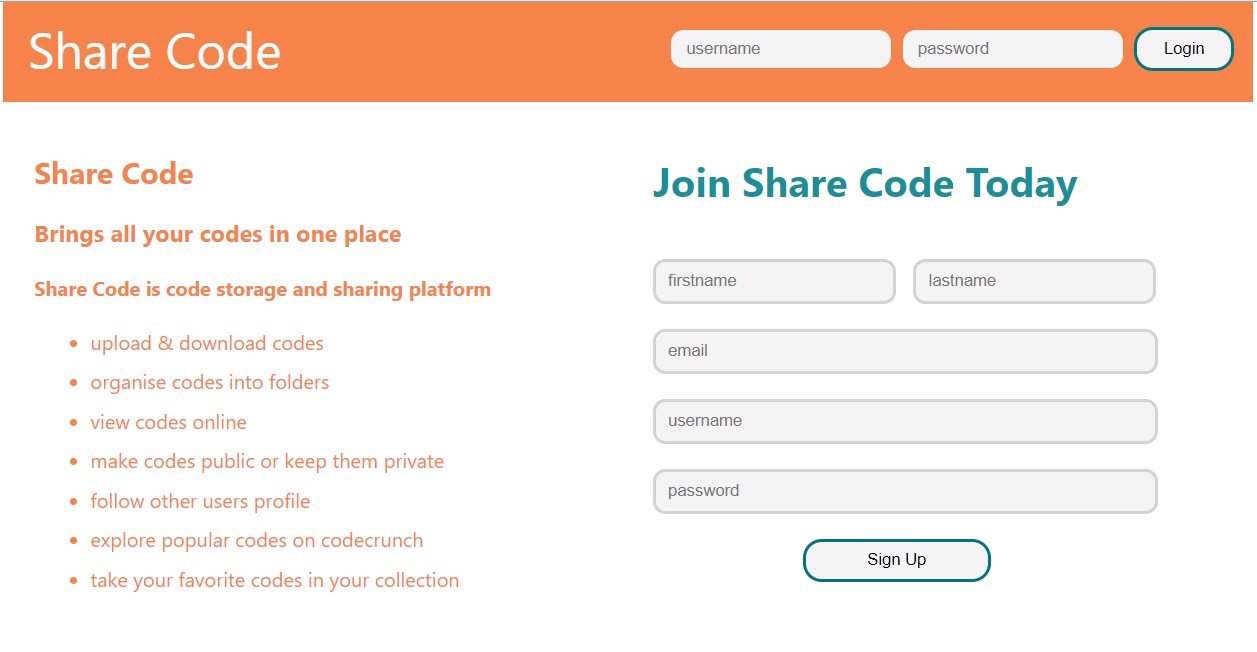 Share Code
username password Login
Share Code
Brings all your codes in one place
Share Code is code storage and sharing platform
upload & download codes
organise codes into folders
view codes online
make codes public or keep them private
follow other users profile
explore popular codes on codecrunch
take your favorite codes in your collection
Join Share Code Today
firstname lastname
email
username
password
Sign Up